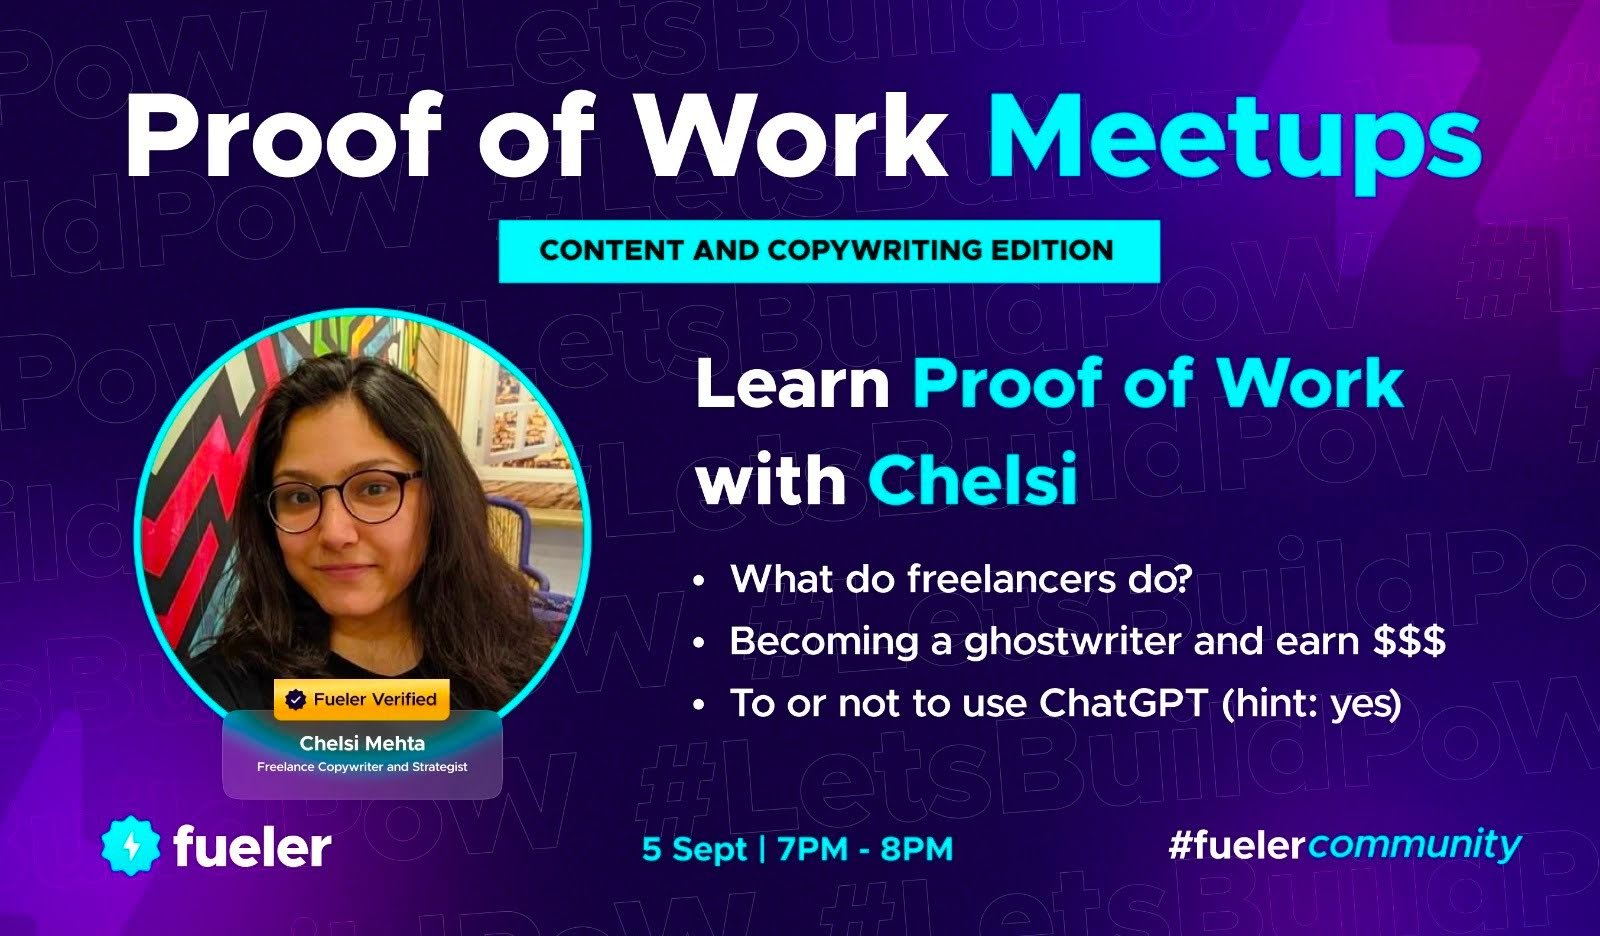 Proof of Work Meetups
CONTENT AND COPYWRITING EDITION
Learn Proof of Work
with Chelsi
• What do freelancers do?
• Becoming a ghostwriter and earn $$$
• To or not to use ChatGPT (hint: yes)
Fueler Verified
Chelsi Mehta
Freelance Copywriter and Strategist
fueler
5 Sept | 7PM - 8PM
#fuelercommunity
#LetsBuildPoW